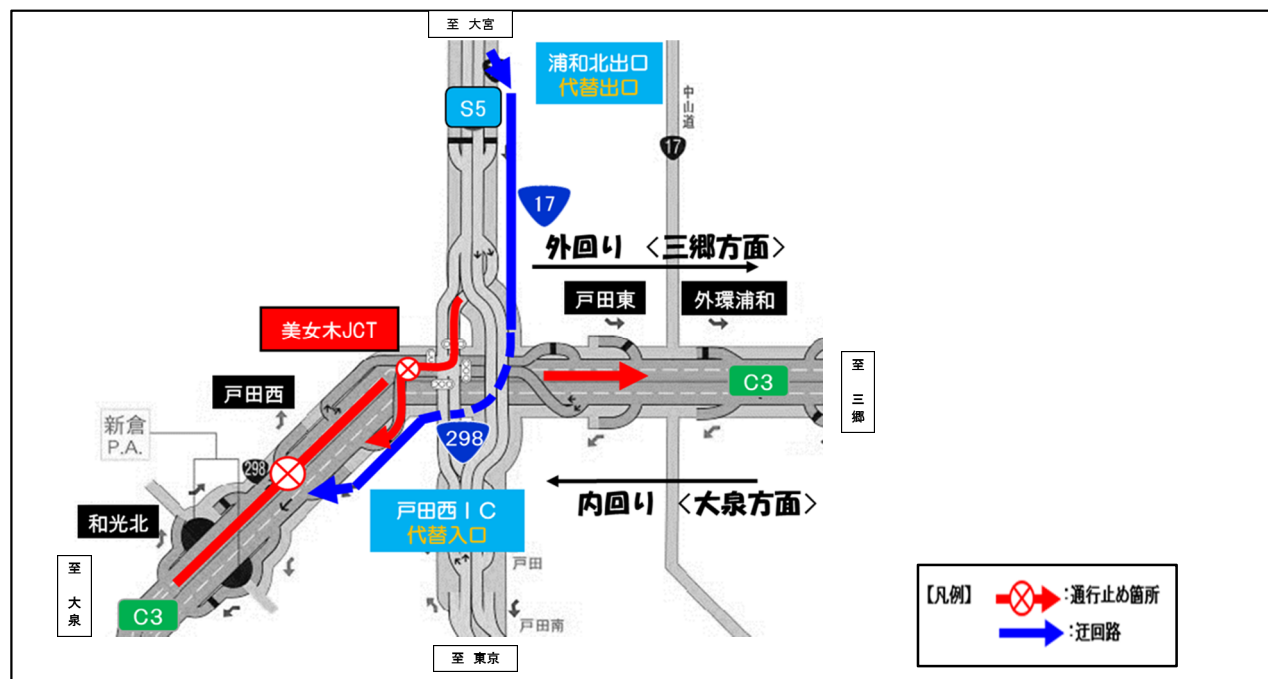 至 大宮
浦和北出口
代替出口
S5
中山道
17
17
外回り <三郷方面>
戸田東
外環浦和
美女木JCT
至 三郷
C3
戸田西
新倉
P.A.
298
298
内回り <大泉方面>
戸田西IC
代替入口
和光北
戸田
至 大泉
C3
戸田南
至 東京
【凡例】
:通行止め箇所
:迂回路